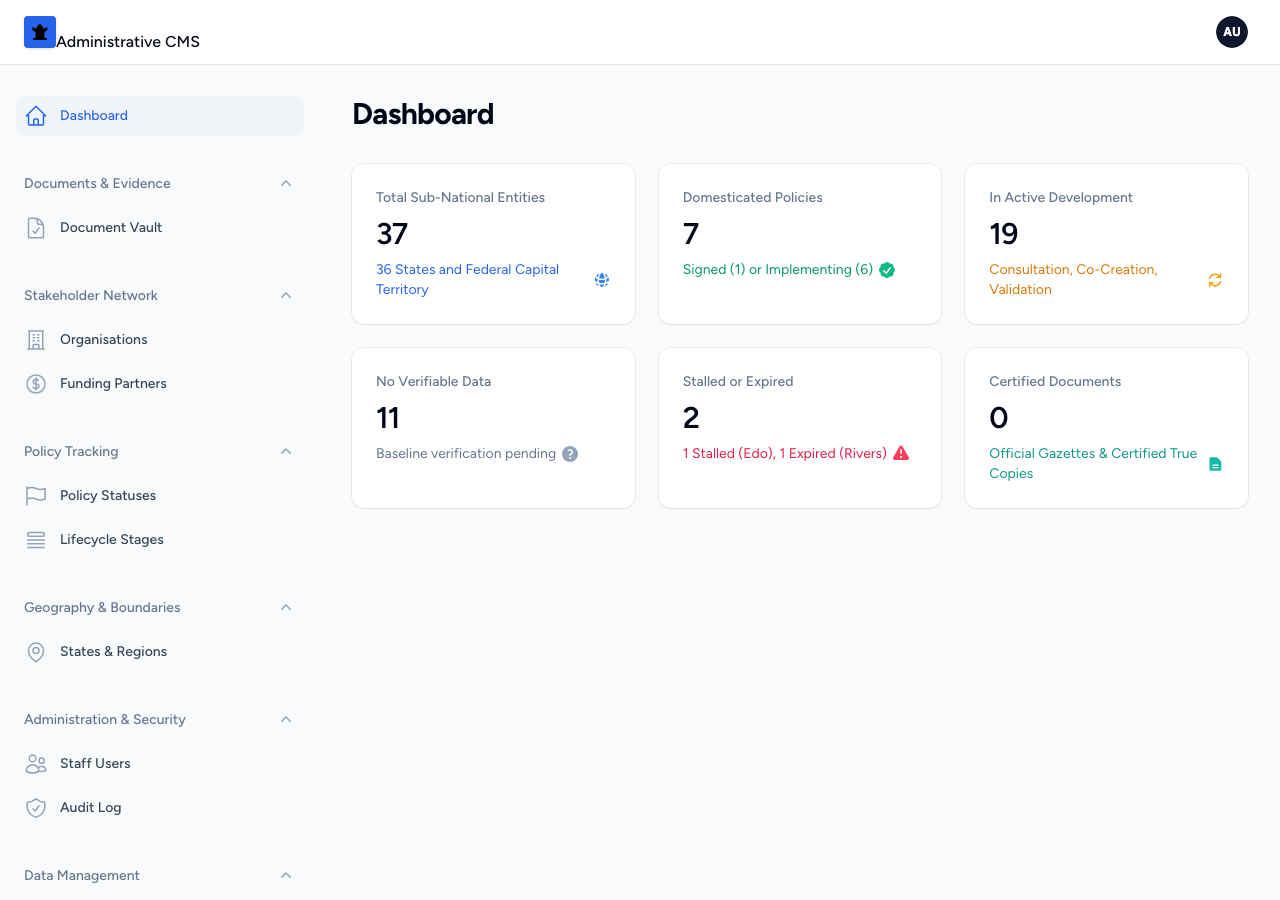 Administrative CMS
AU
Dashboard
Documents & Evidence
Document Vault
Stakeholder Network
Organisations
Funding Partners
Policy Tracking
Policy Statuses
Lifecycle Stages
Geography & Boundaries
States & Regions
Administration & Security
Staff Users
Audit Log
Data Management
Dashboard
Total Sub-National Entities
37
36 States and Federal Capital
Territory
Domesticated Policies
7
Signed (1) or Implementing (6)
In Active Development
19
Consultation, Co-Creation,
Validation
No Verifiable Data
11
Baseline verification pending
Stalled or Expired
2
1 Stalled (Edo), 1 Expired (Rivers)
Certified Documents
0
Official Gazettes & Certified True
Copies